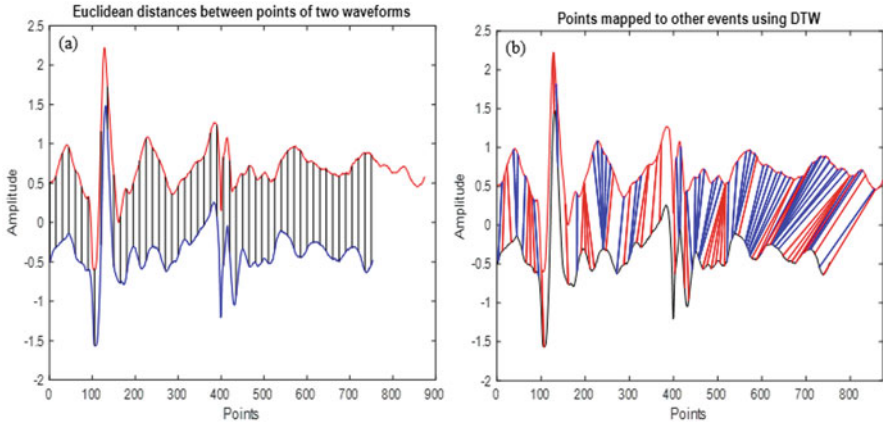 Euclidean distances between points of two waveforms
(a)
2.5
2
1.5
1
0.5
0
-0.5
-1
-1.5
-2
Amplitude
0 100 200 300 400 500 600 700 800 900
Points
Points mapped to other events using DTW
(b)
2.5
2
1.5
1
0.5
0
-0.5
-1
-1.5
-2
Amplitude
0 100 200 300 400 500 600 700 800
Points